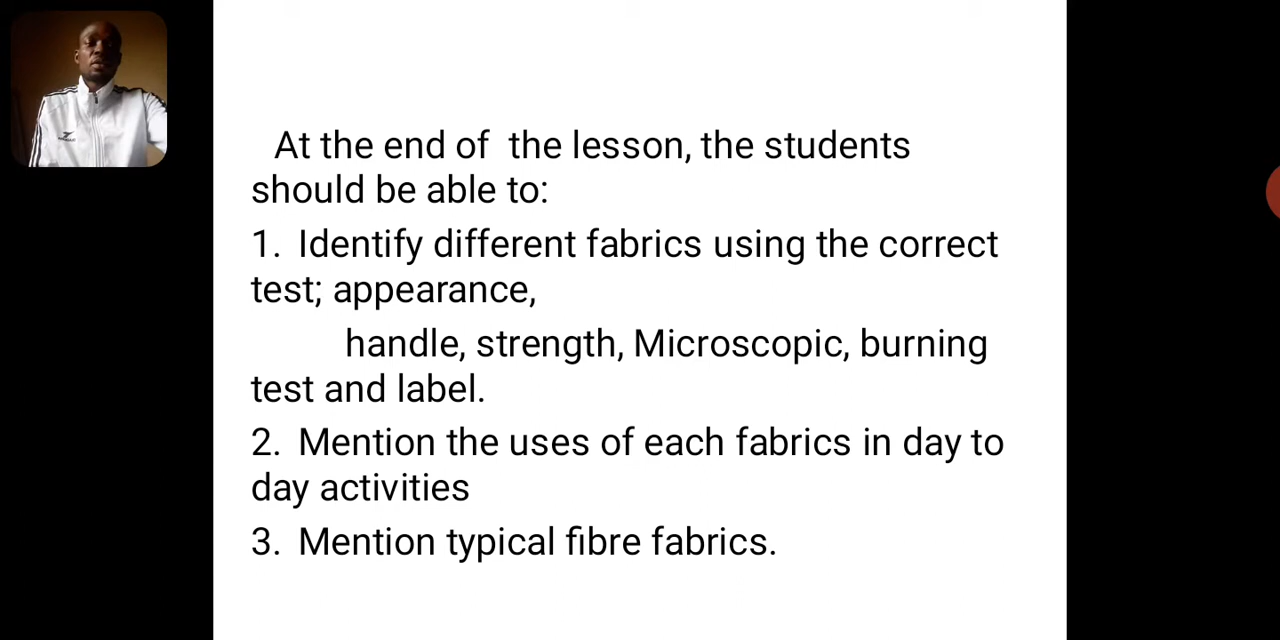 At the end of  the lesson, the students
should be able to:
1.  Identify different fabrics using the correct
test; appearance,
handle, strength, Microscopic, burning
test and label.
2.  Mention the uses of each fabrics in day to
day activities
3.  Mention typical fibre fabrics.